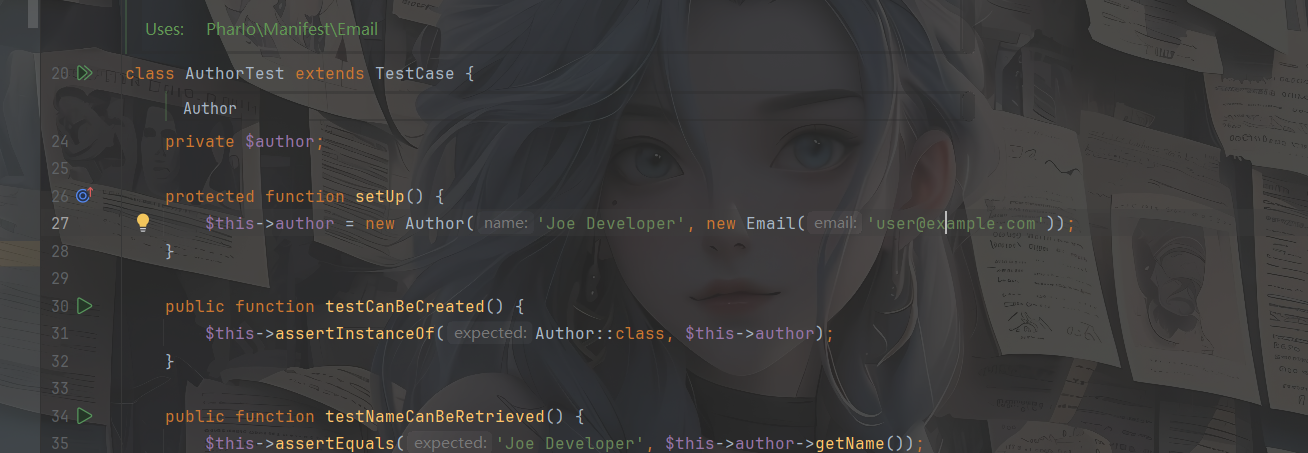 Uses: PharIo\Manifest\Email
20 class AuthorTest extends TestCase {
Author
24 private $author;
25
26 protected function setUp() {
27 $this->author = new Author( name: 'Joe Developer', new Email( email: 'user@example.com'));
28 }
29
30 public function testCanBeCreated() {
31 $this->assertInstanceOf( expected: Author::class, $this->author);
32 }
33
34 public function testNameCanBeRetrieved() {
35 $this->assertEquals( expected: 'Joe Developer', $this->author->getName());